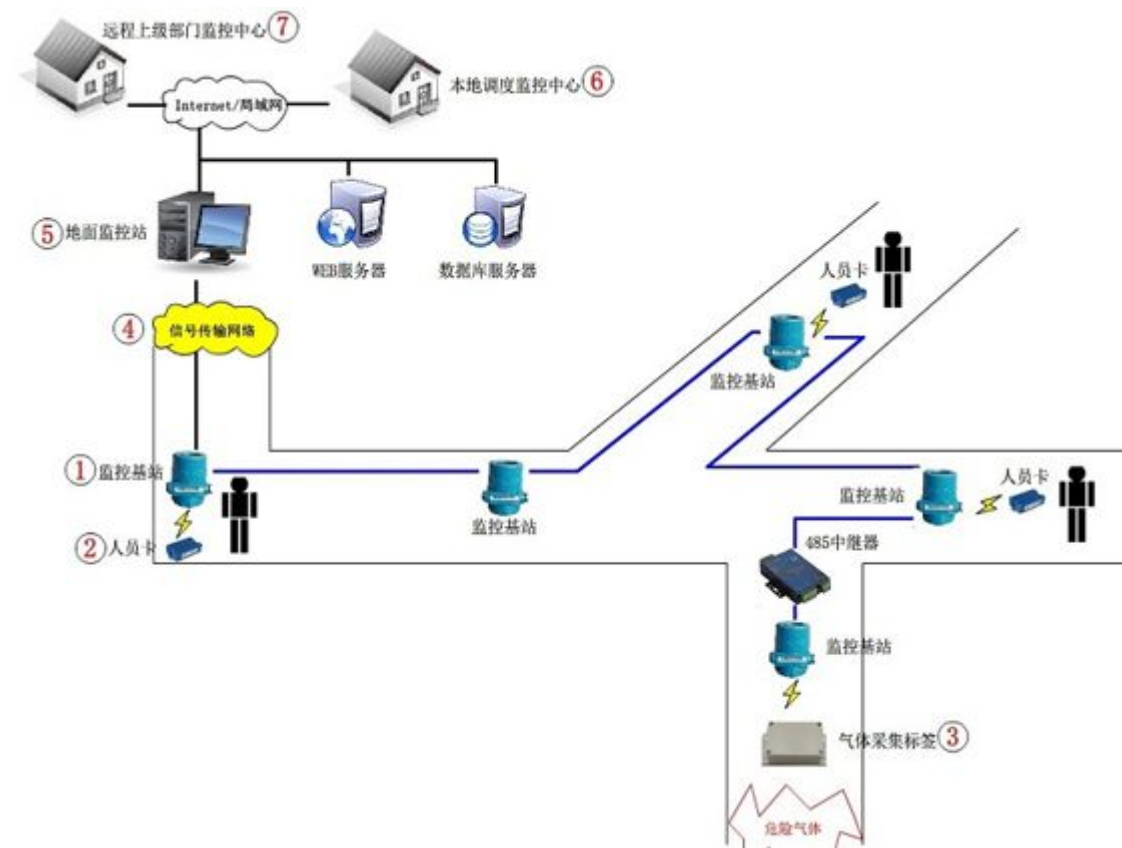 远程上级部门监控中心⑦
本地调度监控中心⑥
Internet/局域网
⑤地面监控站
WEB服务器
数据库服务器
人员卡
④
信号传输网络
监控基站
①监控基站
监控基站
监控基站
人员卡
②人员卡
485中继器
监控基站
气体采集标签③
危险气体